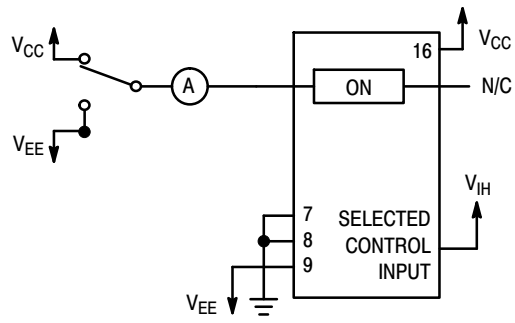 VCC
VEE
A
16
VCC
ON
N/C
VIH
7
8
9
SELECTED
CONTROL
INPUT
VEE